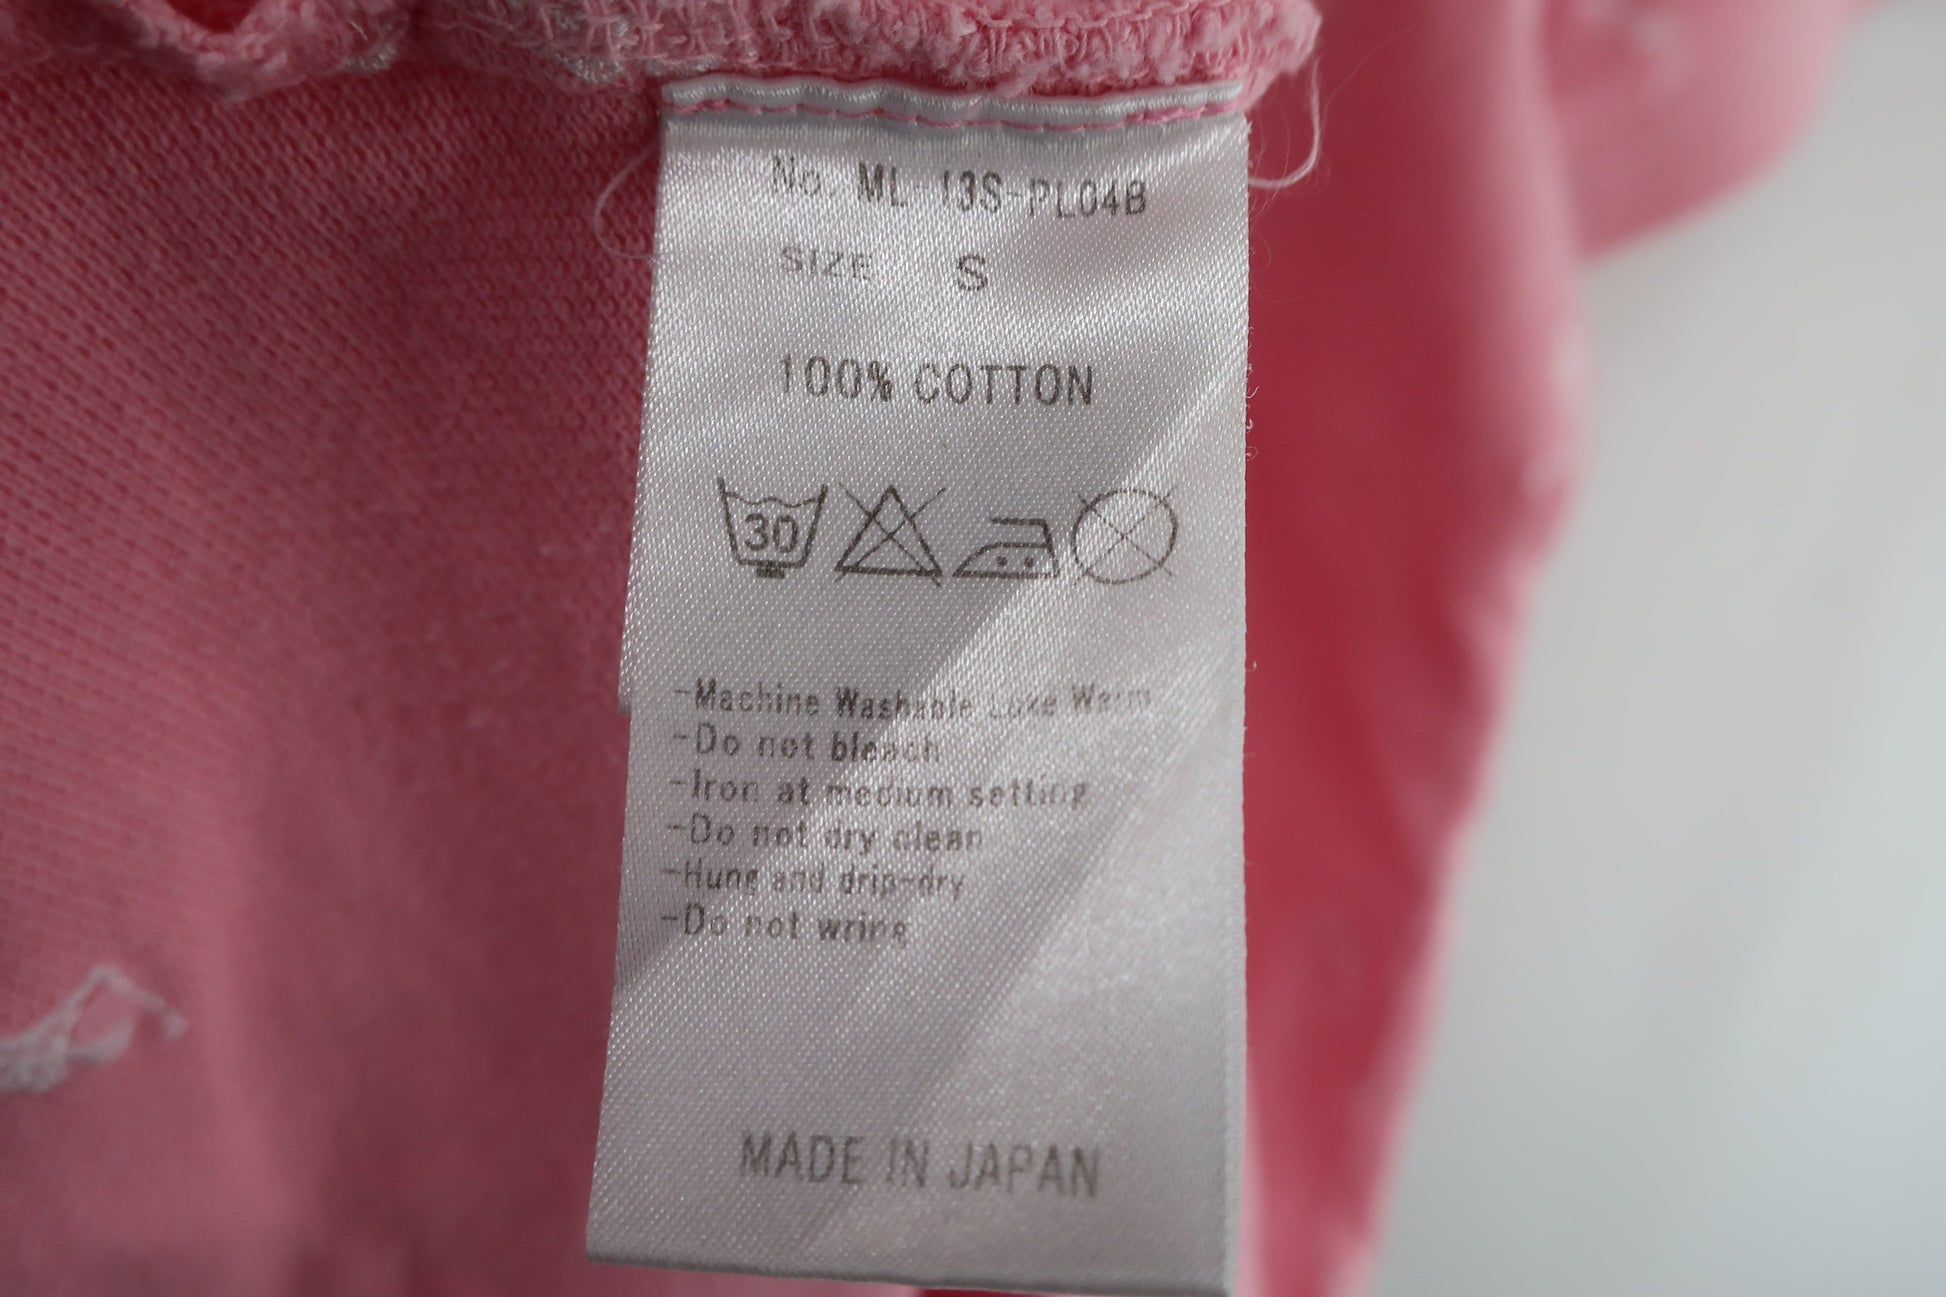 No. ML-13S-PL04B
SIZE S
100% COTTON
30
-Machine Washable Luke Warm
-Do not bleach
-Iron at medium setting
-Do not dry clean
-Hung and drip-dry
-Do not wring
MADE IN JAPAN